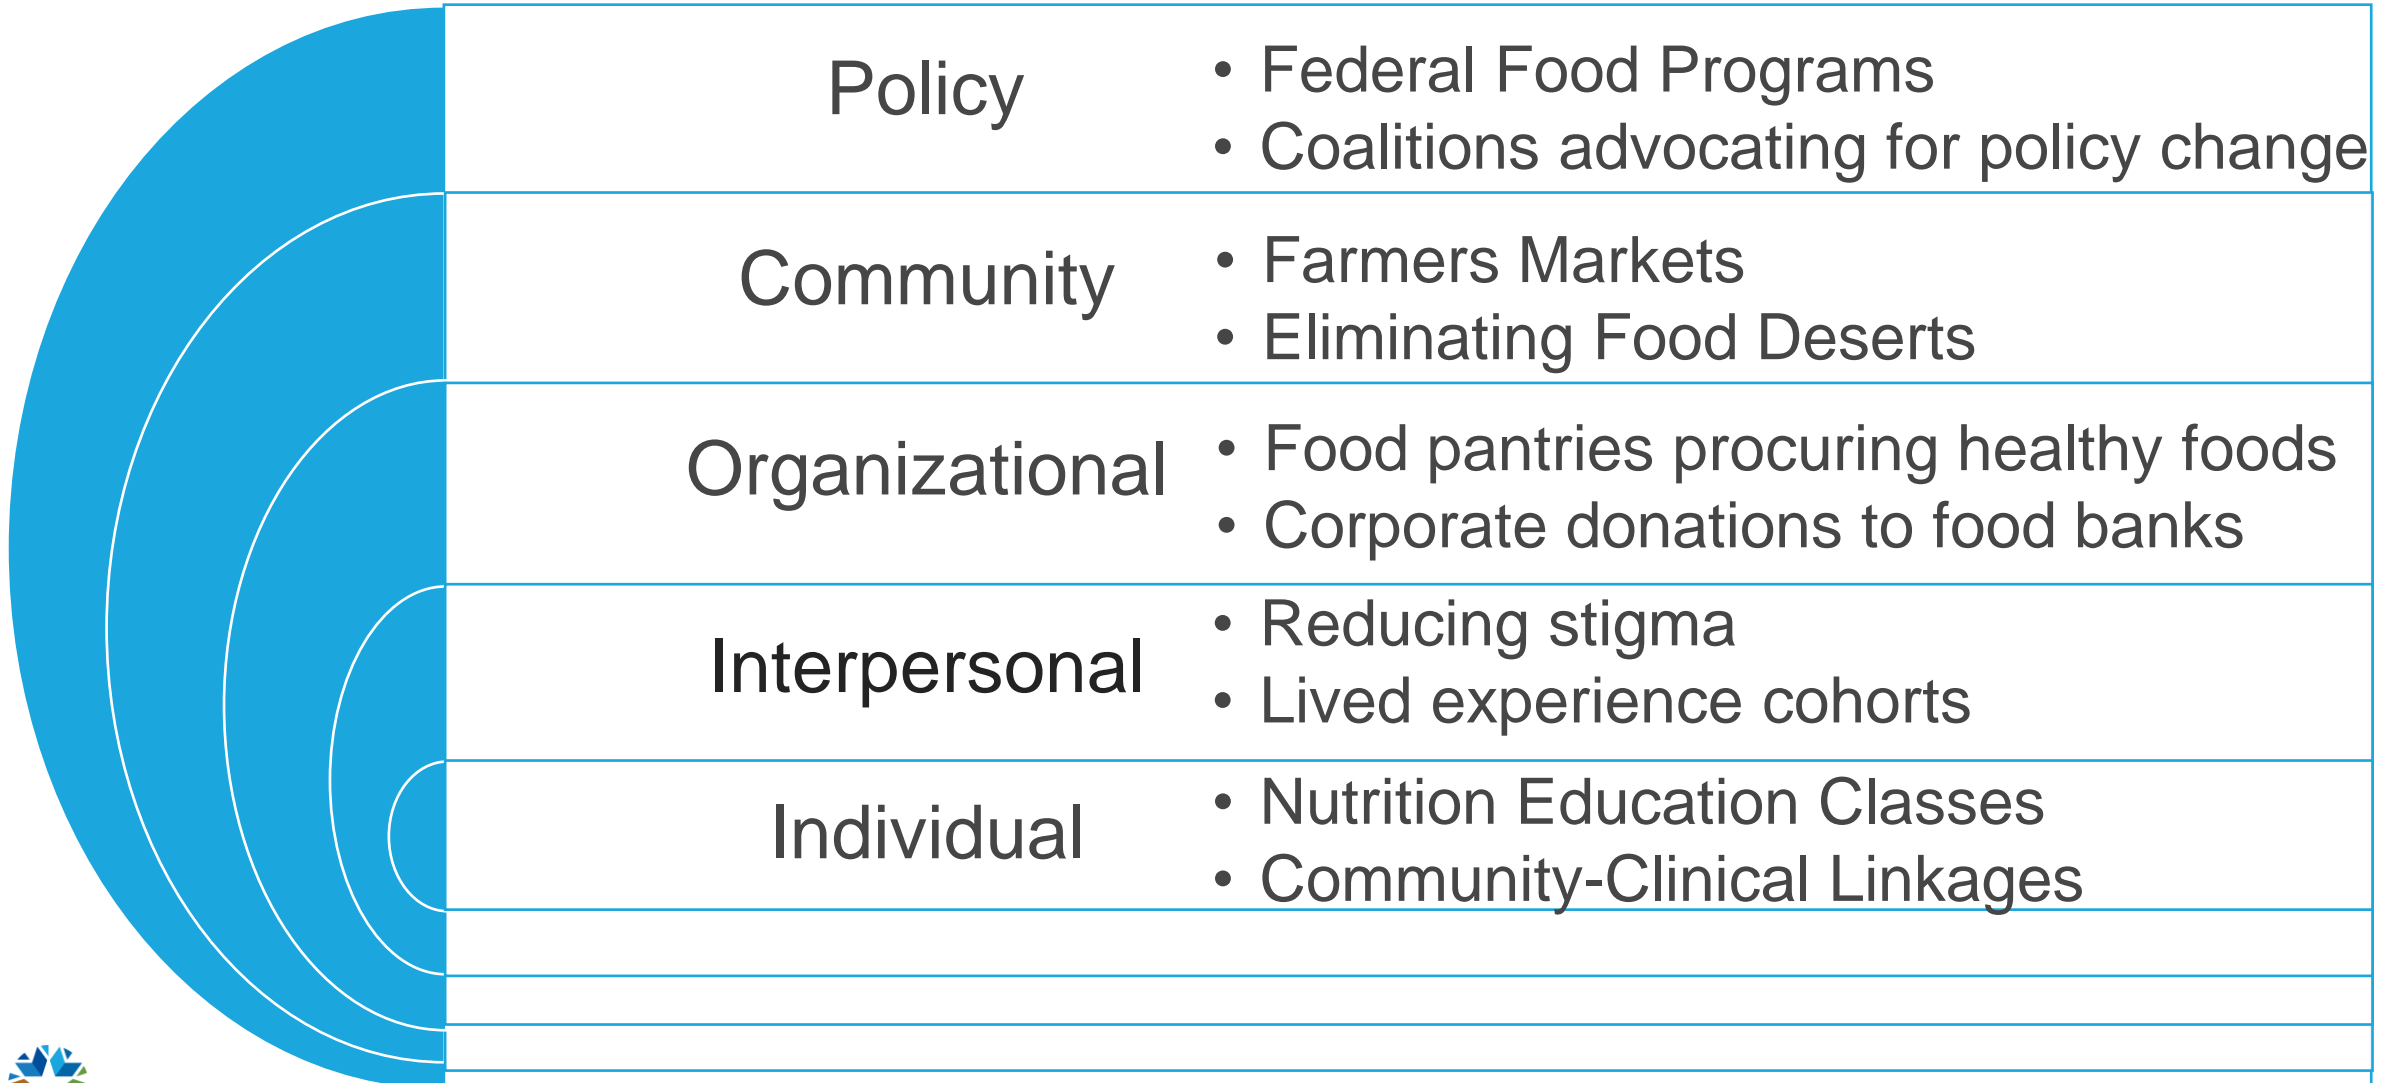 Policy
• Federal Food Programs
• Coalitions advocating for policy change
Community
• Farmers Markets
• Eliminating Food Deserts
Organizational
• Food pantries procuring healthy foods
• Corporate donations to food banks
Interpersonal
• Reducing stigma
• Lived experience cohorts
Individual
• Nutrition Education Classes
• Community-Clinical Linkages